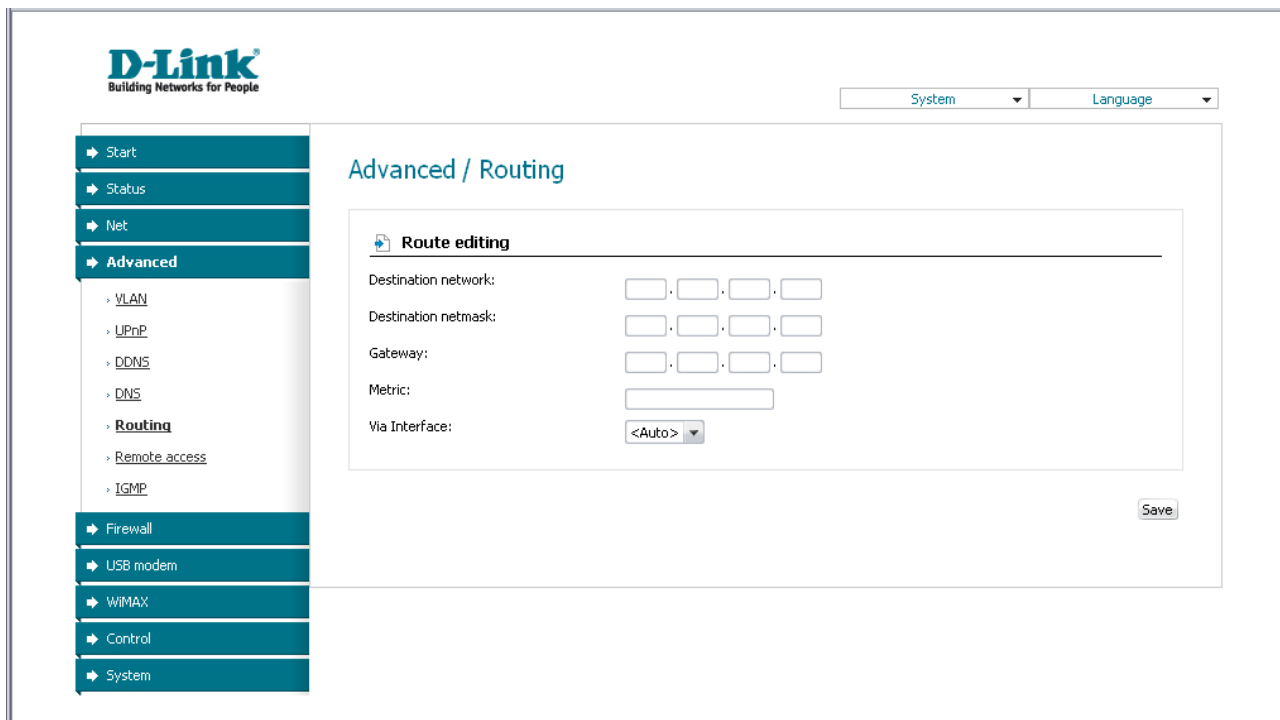 D-Link
Building Networks for People
System Language
Start
Status
Net
Advanced
VLAN
UPnP
DDNS
DNS
Routing
Remote access
IGMP
Firewall
USB modem
WiMAX
Control
System
Advanced / Routing
Route editing
Destination network: . . .
Destination netmask: . . .
Gateway: . . .
Metric:
Via Interface: <Auto>
Save